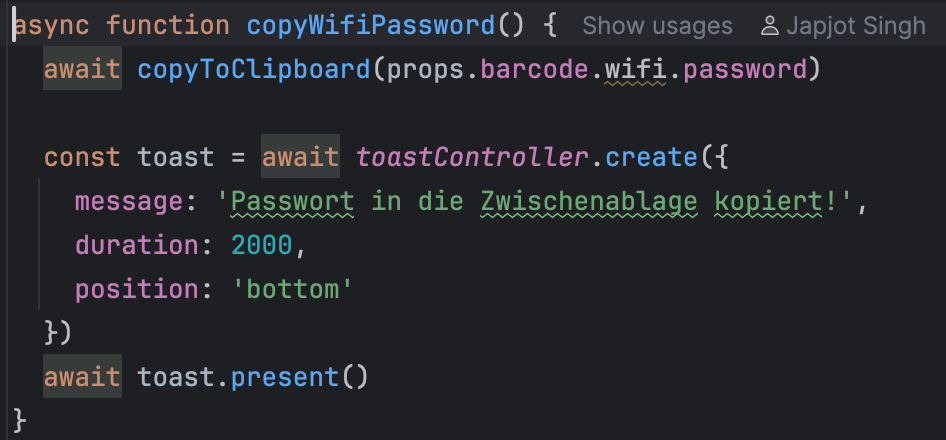 async function copyWifiPassword() { Show usages Japjot Singh
await copyToClipboard(props.barcode.wifi.password)
const toast = await toastController.create({
message: 'Passwort in die Zwischenablage kopiert!',
duration: 2000,
position: 'bottom'
})
await toast.present()
}